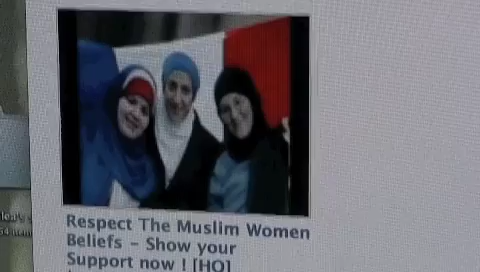 Respect The Muslim Women
Beliefs - Show your
Support now ! [HQ]